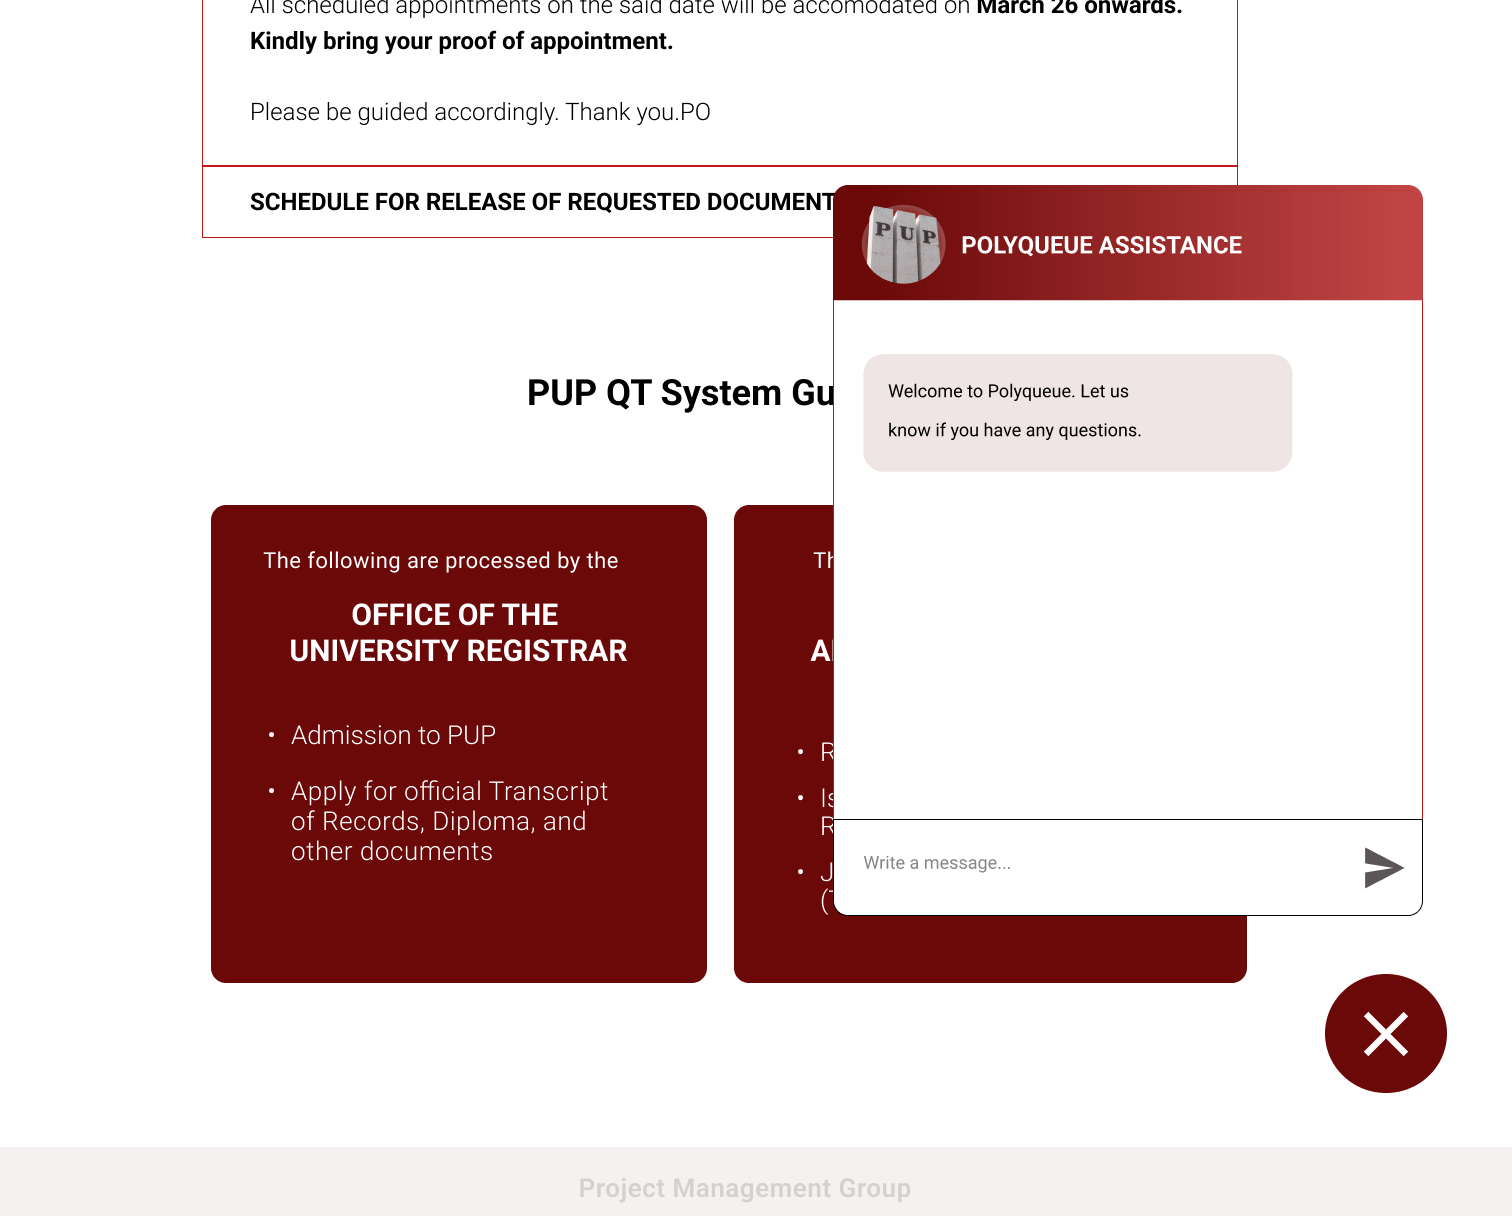 All scheduled appointments on the said date will be accomodated on March 26 onwards.
Kindly bring your proof of appointment.
Please be guided accordingly. Thank you.PO
SCHEDULE FOR RELEASE OF REQUESTED DOCUMENT
PUP QT System Gu
The following are processed by the
OFFICE OF THE
UNIVERSITY REGISTRAR
• Admission to PUP
• Apply for official Transcript
of Records, Diploma, and
other documents
Th
A
• R
• Is
R
• J
(T
PUP
POLYQUEUE ASSISTANCE
Welcome to Polyqueue. Let us
know if you have any questions.
Write a message...
Project Management Group